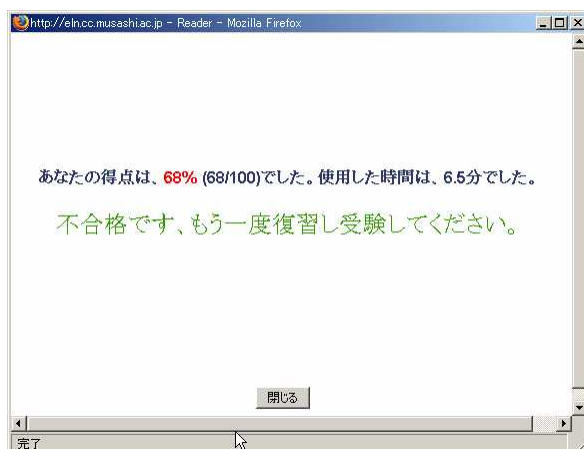 http://eln.cc.musashi.ac.jp - Reader - Mozilla Firefox
あなたの得点は、68% (68/100)でした。使用した時間は、6.5分でした。
不合格です、もう一度復習し受験してください。
閉じる
完了